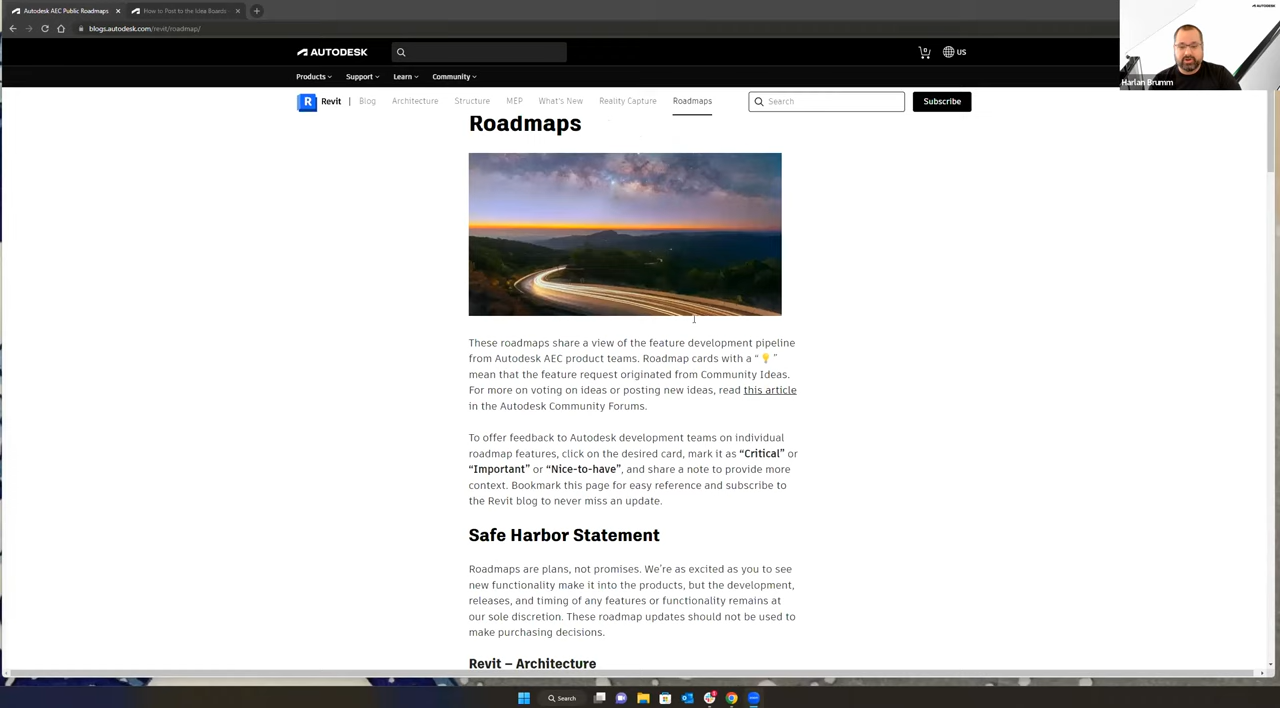 Autodesk AEC Public Roadmaps
How to Post to the Idea Boards
blogs.autodesk.com/revit/roadmap/
AUTODESK
Harlan Brumm
AUTODESK
0
US
Products
Support
Learn
Community
R Revit | Blog Architecture Structure MEP What's New Reality Capture Roadmaps Search Subscribe
Roadmaps
These roadmaps share a view of the feature development pipeline
from Autodesk AEC product teams. Roadmap cards with a “💡”
mean that the feature request originated from Community Ideas.
For more on voting on ideas or posting new ideas, read this article
in the Autodesk Community Forums.
To offer feedback to Autodesk development teams on individual
roadmap features, click on the desired card, mark it as “Critical” or
“Important” or “Nice-to-have”, and share a note to provide more
context. Bookmark this page for easy reference and subscribe to
the Revit blog to never miss an update.
Safe Harbor Statement
Roadmaps are plans, not promises. We’re as excited as you to see
new functionality make it into the products, but the development,
releases, and timing of any features or functionality remains at
our sole discretion. These roadmap updates should not be used to
make purchasing decisions.
Revit – Architecture
Search